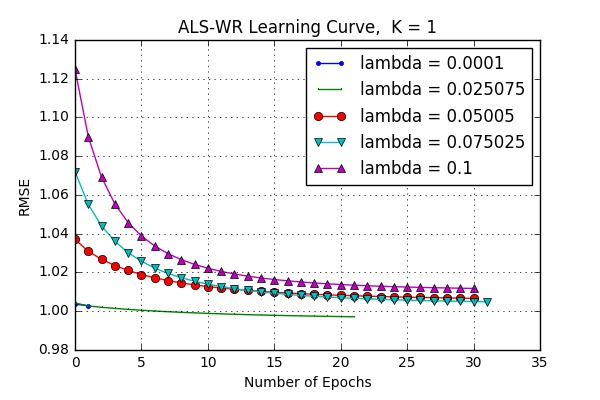 ALS-WR Learning Curve,  K = 1
1.14
1.12
1.10
1.08
1.06
1.04
1.02
1.00
0.98
RMSE
lambda = 0.0001
lambda = 0.025075
lambda = 0.05005
lambda = 0.075025
lambda = 0.1
0 5 10 15 20 25 30 35
Number of Epochs